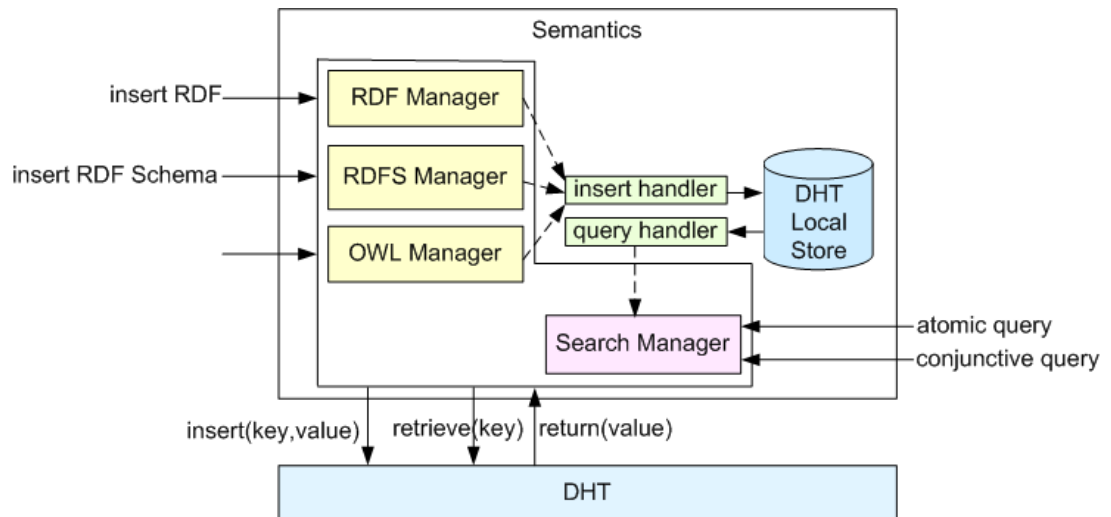 Semantics
insert RDF
RDF Manager
insert RDF Schema
RDFS Manager
insert handler
DHT
Local
Store
query handler
OWL Manager
Search Manager
atomic query
conjunctive query
insert(key,value)
retrieve(key)
return(value)
DHT